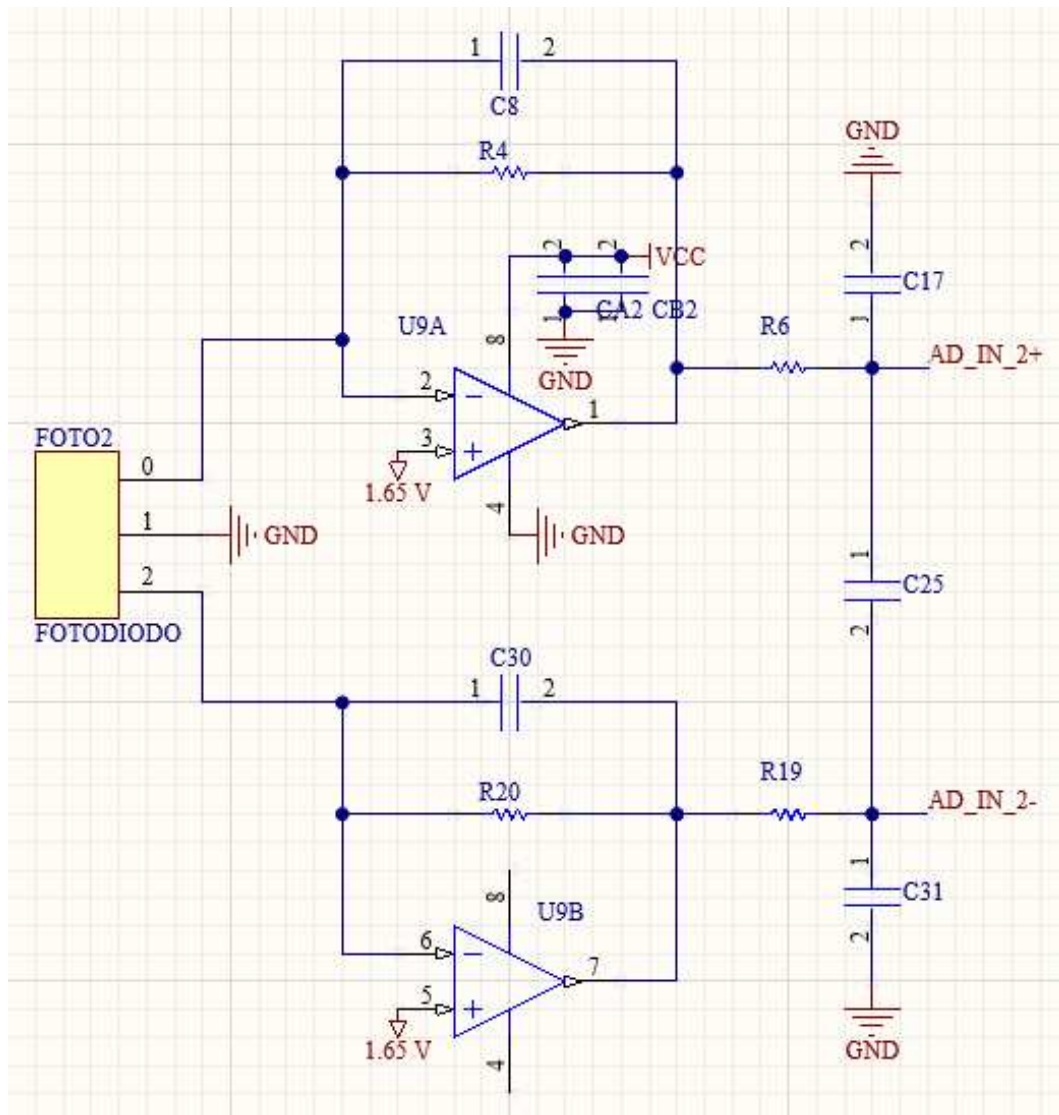 1 2
C8
R4
GND
2
C17
1
2 2
VCC
CA2 CB2
1 1
GND
U9A
8
2
3
1
1.65 V
4
GND
R6
AD_IN_2+
FOTO2
0
1
GND
2
FOTODIODO
1
C25
2
C30
1 2
R20
R19
AD_IN_2-
8
U9B
6
5
7
1.65 V
4
1
C31
2
GND